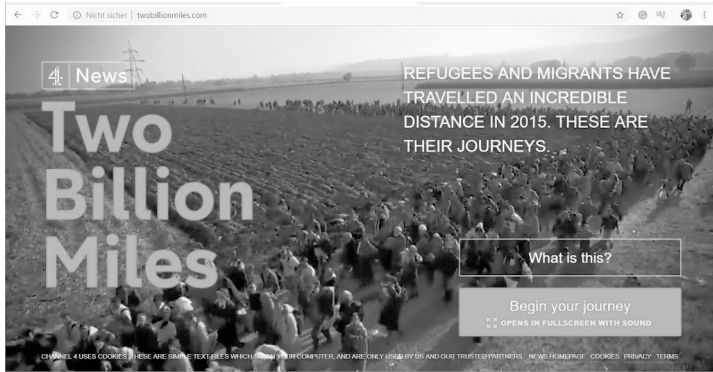 Nicht sicher | twobillionmiles.com
4 News
Two
Billion
Miles
REFUGEES AND MIGRANTS HAVE
TRAVELLED AN INCREDIBLE
DISTANCE IN 2015. THESE ARE
THEIR JOURNEYS.
What is this?
Begin your journey
OPENS IN FULLSCREEN WITH SOUND
CHANNEL 4 USES COOKIES. THESE ARE SIMPLE TEXT FILES WHICH SIT ON YOUR COMPUTER, AND ARE ONLY USED BY US AND OUR TRUSTED PARTNERS. NEWS HOMEPAGE COOKIES PRIVACY TERMS